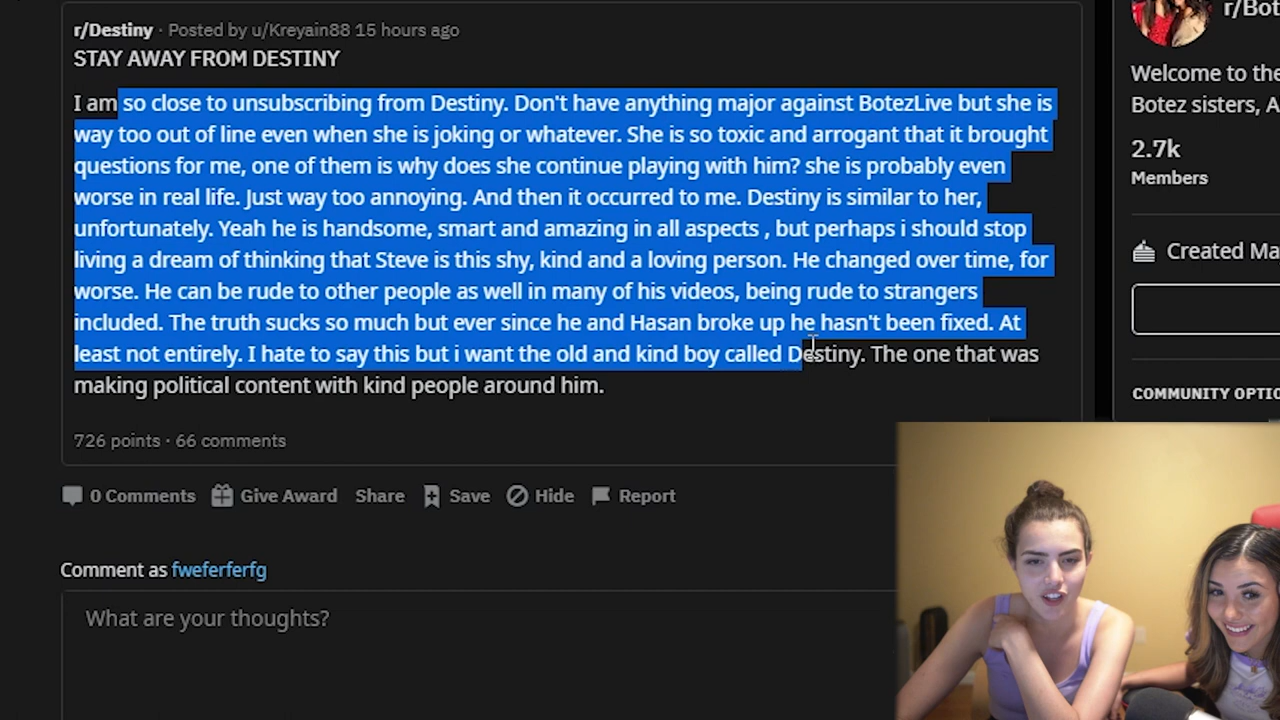 r/Destiny · Posted by u/Kreyain88 15 hours ago
STAY AWAY FROM DESTINY
I am so close to unsubscribing from Destiny. Don't have anything major against BotezLive but she is
way too out of line even when she is joking or whatever. She is so toxic and arrogant that it brought
questions for me, one of them is why does she continue playing with him? she is probably even
worse in real life. Just way too annoying. And then it occurred to me. Destiny is similar to her,
unfortunately. Yeah he is handsome, smart and amazing in all aspects , but perhaps i should stop
living a dream of thinking that Steve is this shy, kind and a loving person. He changed over time, for
worse. He can be rude to other people as well in many of his videos, being rude to strangers
included. The truth sucks so much but ever since he and Hasan broke up he hasn't been fixed. At
least not entirely. I hate to say this but i want the old and kind boy called Destiny. The one that was
making political content with kind people around him.
726 points · 66 comments
0 Comments Give Award Share Save Hide Report
Comment as fweferferfg
What are your thoughts?
r/Bot
Welcome to the
Botez sisters, A
2.7k
Members
Created Ma
COMMUNITY OPTIO